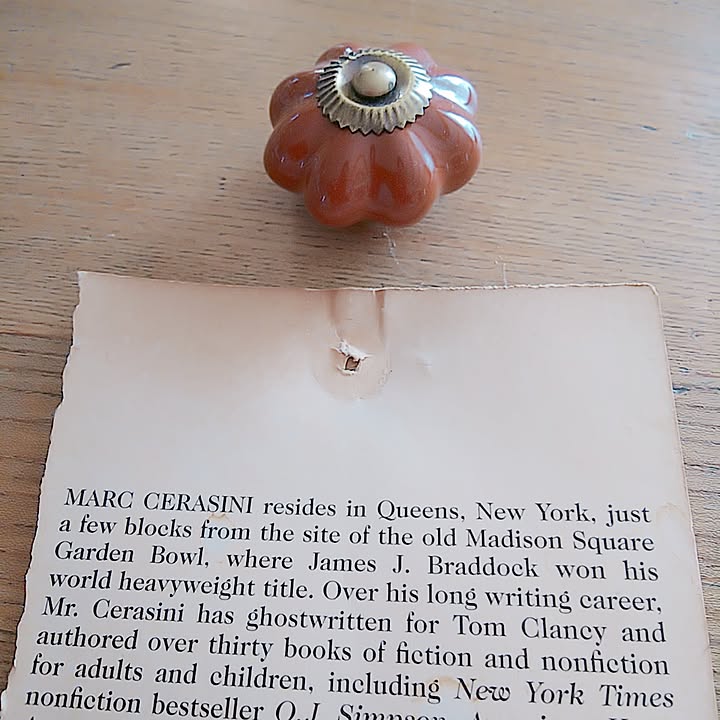 MARC CERASINI resides in Queens, New York, just
a few blocks from the site of the old Madison Square
Garden Bowl, where James J. Braddock won his
world heavyweight title. Over his long writing career,
Mr. Cerasini has ghostwritten for Tom Clancy and
authored over thirty books of fiction and nonfiction
for adults and children, including New York Times
nonfiction bestseller O.J. Simpson